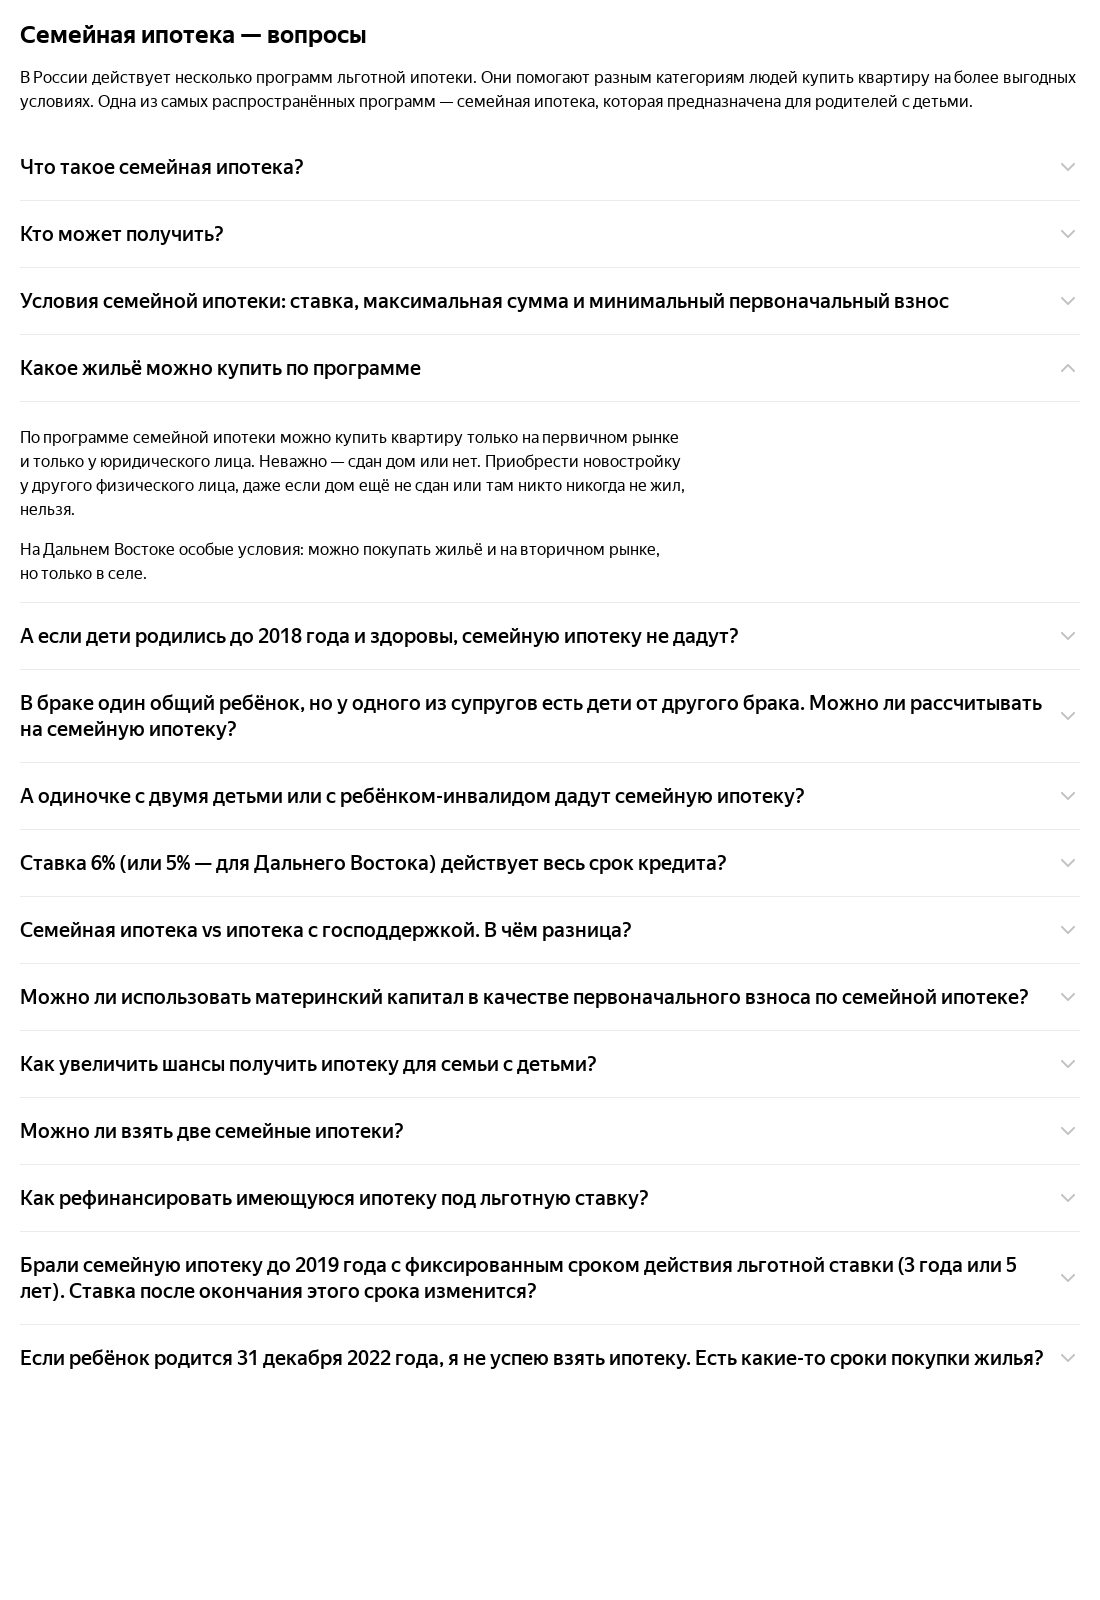 Семейная ипотека — вопросы
В России действует несколько программ льготной ипотеки. Они помогают разным категориям людей купить квартиру на более выгодных
условиях. Одна из самых распространённых программ — семейная ипотека, которая предназначена для родителей с детьми.
Что такое семейная ипотека?
Кто может получить?
Условия семейной ипотеки: ставка, максимальная сумма и минимальный первоначальный взнос
Какое жильё можно купить по программе
По программе семейной ипотеки можно купить квартиру только на первичном рынке
и только у юридического лица. Неважно — сдан дом или нет. Приобрести новостройку
у другого физического лица, даже если дом ещё не сдан или там никто никогда не жил,
нельзя.
На Дальнем Востоке особые условия: можно покупать жильё и на вторичном рынке,
но только в селе.
А если дети родились до 2018 года и здоровы, семейную ипотеку не дадут?
В браке один общий ребёнок, но у одного из супругов есть дети от другого брака. Можно ли рассчитывать
на семейную ипотеку?
А одиночке с двумя детьми или с ребёнком-инвалидом дадут семейную ипотеку?
Ставка 6% (или 5% — для Дальнего Востока) действует весь срок кредита?
Семейная ипотека vs ипотека с господдержкой. В чём разница?
Можно ли использовать материнский капитал в качестве первоначального взноса по семейной ипотеке?
Как увеличить шансы получить ипотеку для семьи с детьми?
Можно ли взять две семейные ипотеки?
Как рефинансировать имеющуюся ипотеку под льготную ставку?
Брали семейную ипотеку до 2019 года с фиксированным сроком действия льготной ставки (3 года или 5
лет). Ставка после окончания этого срока изменится?
Если ребёнок родится 31 декабря 2022 года, я не успею взять ипотеку. Есть какие-то сроки покупки жилья?